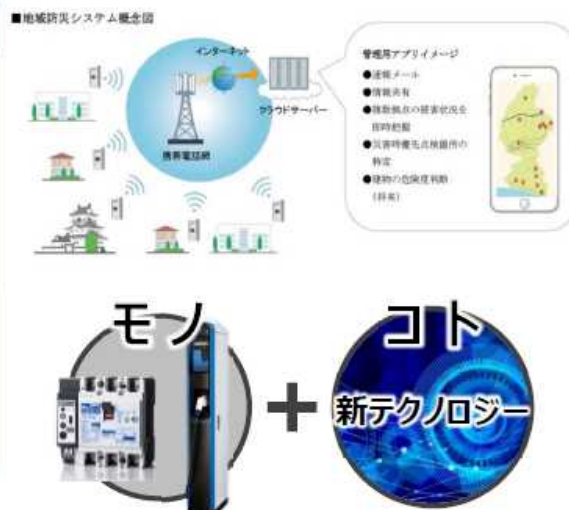 ■地域防災システム概念図
インターネット
クラウドサーバー
携帯電話網
管理用アプリイメージ
●速報メール
●情報共有
●複数拠点の被害状況を
即時把握
●災害時優先点検箇所の
特定
●建物の危険度判断
(将来)
モノ
+
コト
新テクノロジー